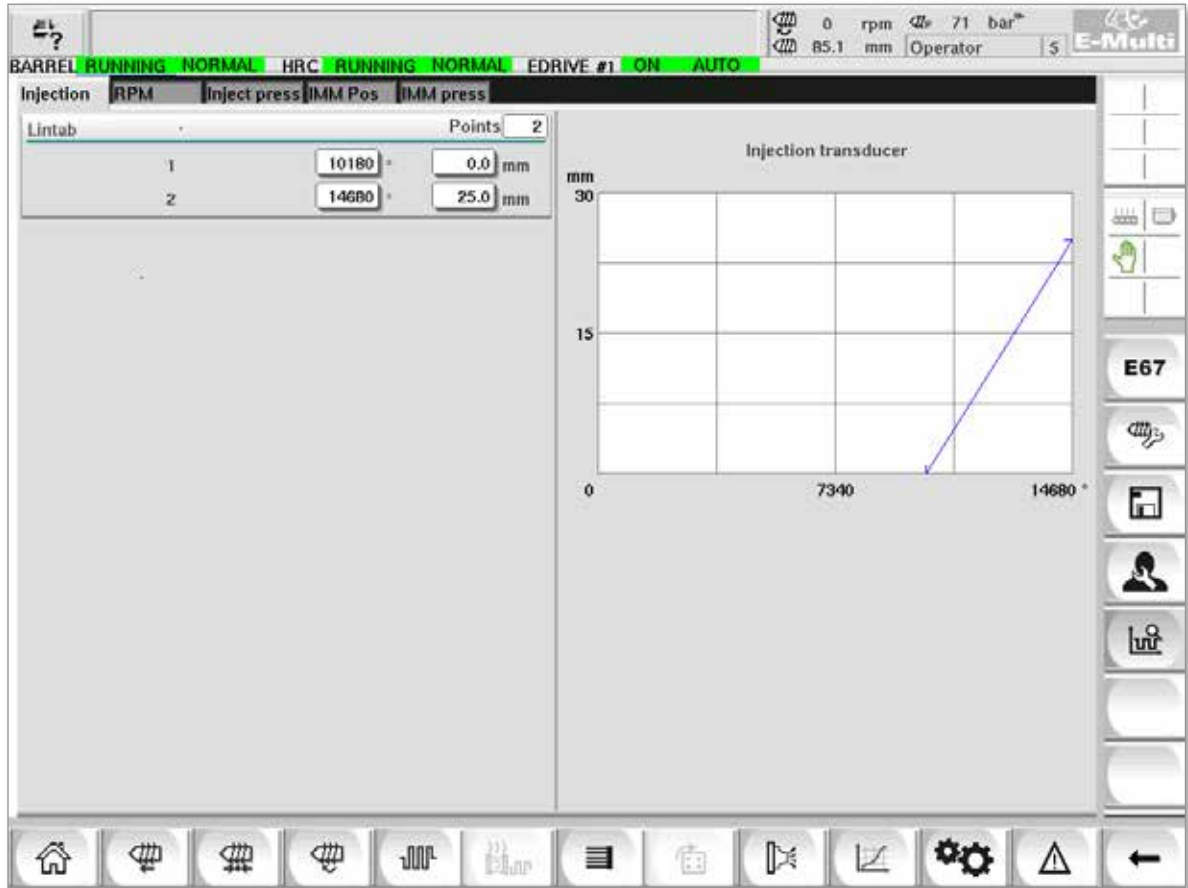 ?
0 rpm 71 bar
85.1 mm Operator 5
E-Multi
BARREL RUNNING NORMAL HRC RUNNING NORMAL EDRIVE #1 ON AUTO
Injection RPM Inject press IMM Pos IMM press
Lintab Points 2
1 10180 ° 0.0 mm
2 14680 ° 25.0 mm
Injection transducer
mm
30
15
0 7340 14680 °
E67